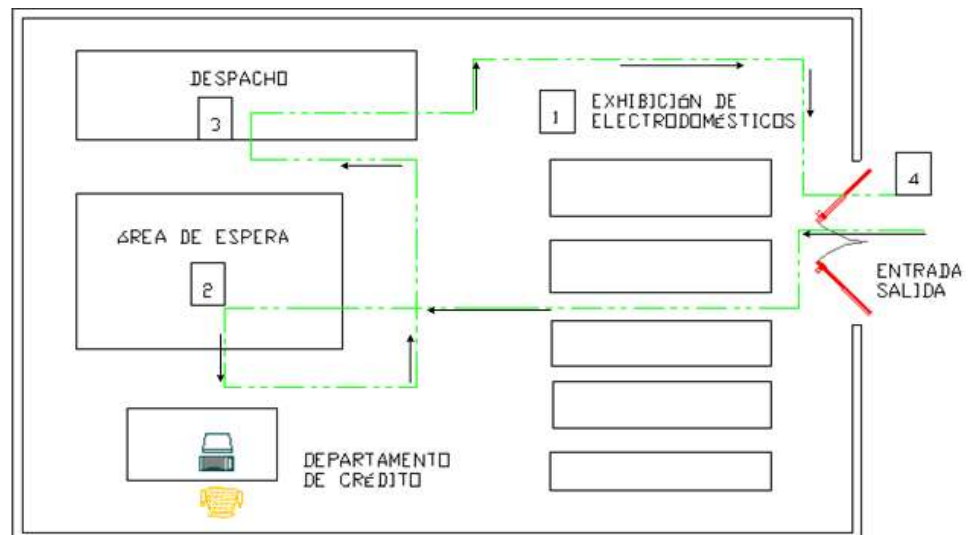 DESPACHO
3
1
EXHIBICIóN DE
ELECTRODOMéSTICOS
4
áREA DE ESPERA
2
ENTRADA
SALIDA
DEPARTAMENTO
DE CRéDITO